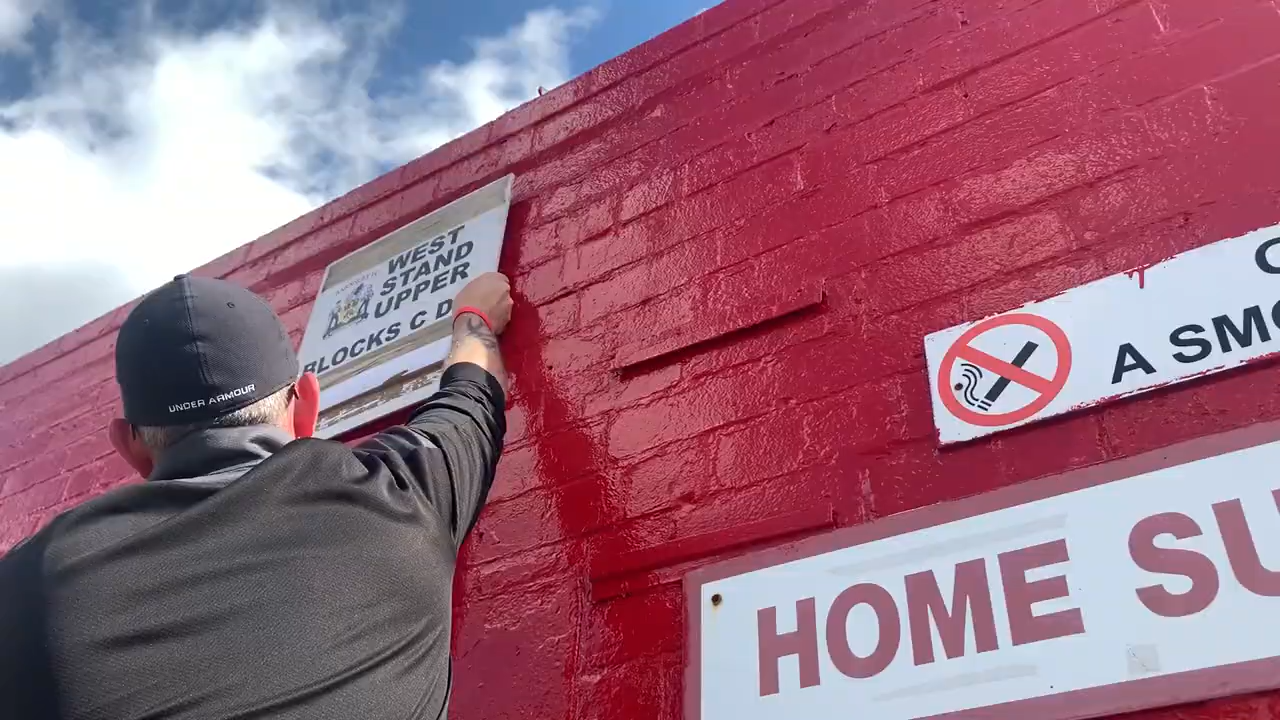 WEST
STAND
UPPER
BLOCKS C D
UNDER ARMOUR
A SMO
HOME SU